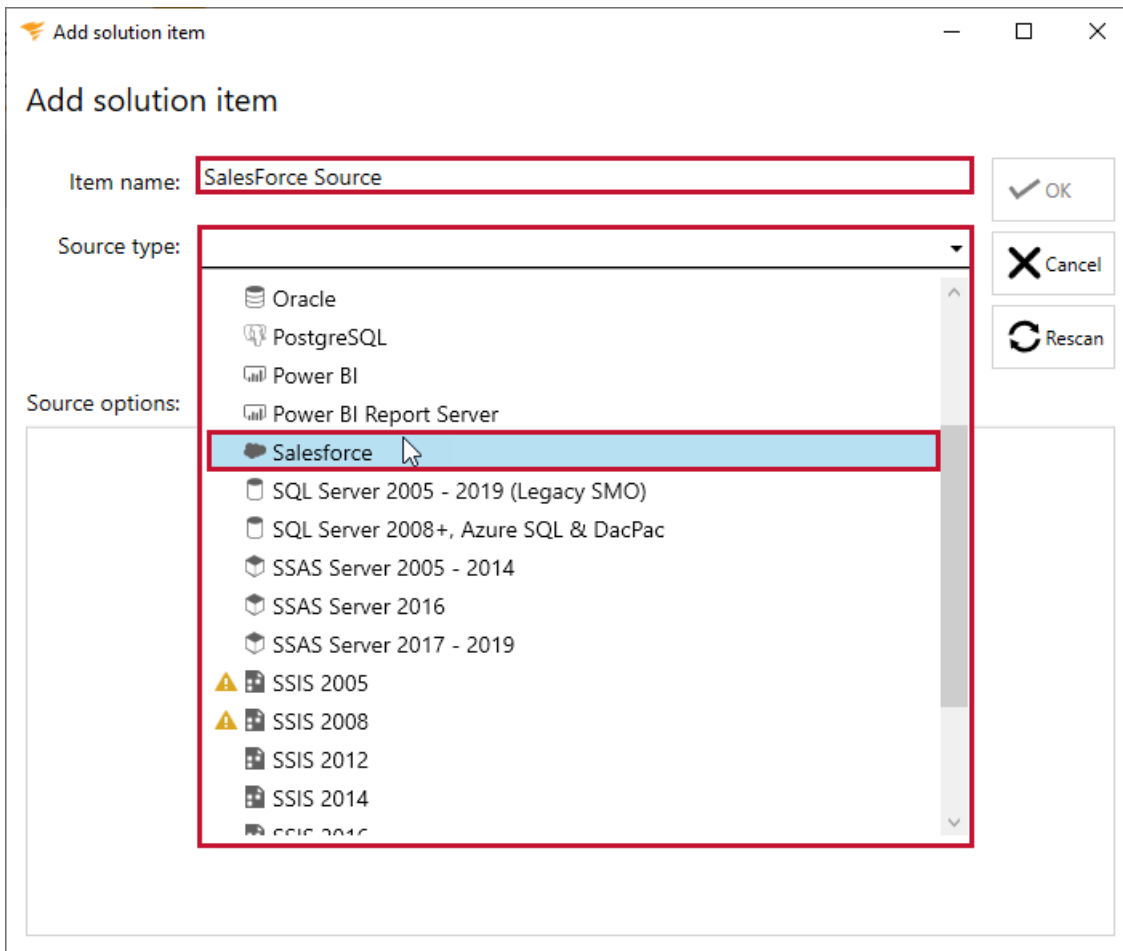 Add solution item
Add solution item
Item name:
SalesForce Source
OK
Source type:
Cancel
Oracle
PostgreSQL
Rescan
Power BI
Source options:
Power BI Report Server
Salesforce
SQL Server 2005 - 2019 (Legacy SMO)
SQL Server 2008+, Azure SQL & DacPac
SSAS Server 2005 - 2014
SSAS Server 2016
SSAS Server 2017 - 2019
SSIS 2005
SSIS 2008
SSIS 2012
SSIS 2014
SSIS 2016